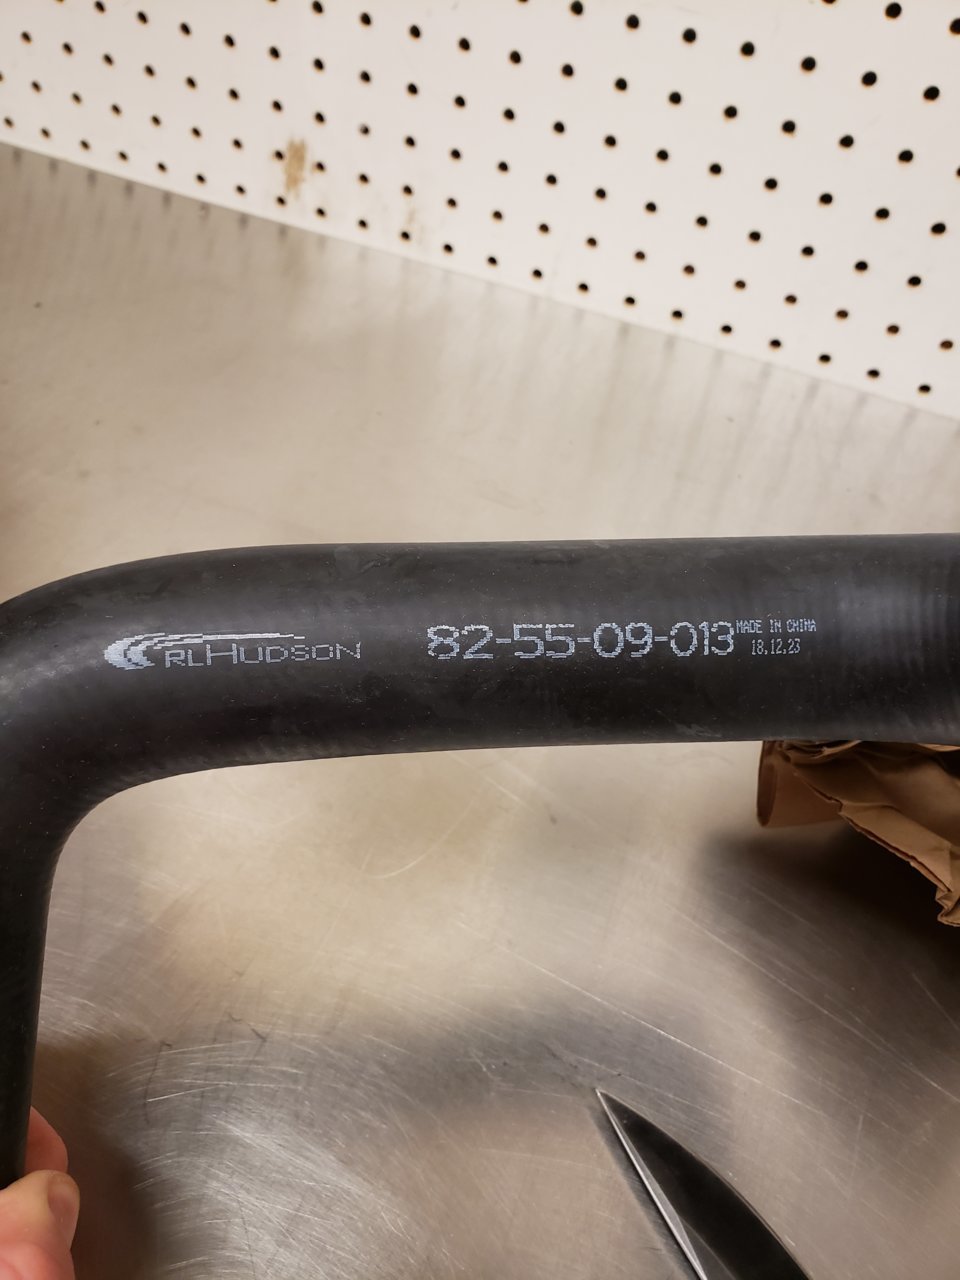 RLHUDSON
82-55-09-013
MADE IN CHINA
18.12.23